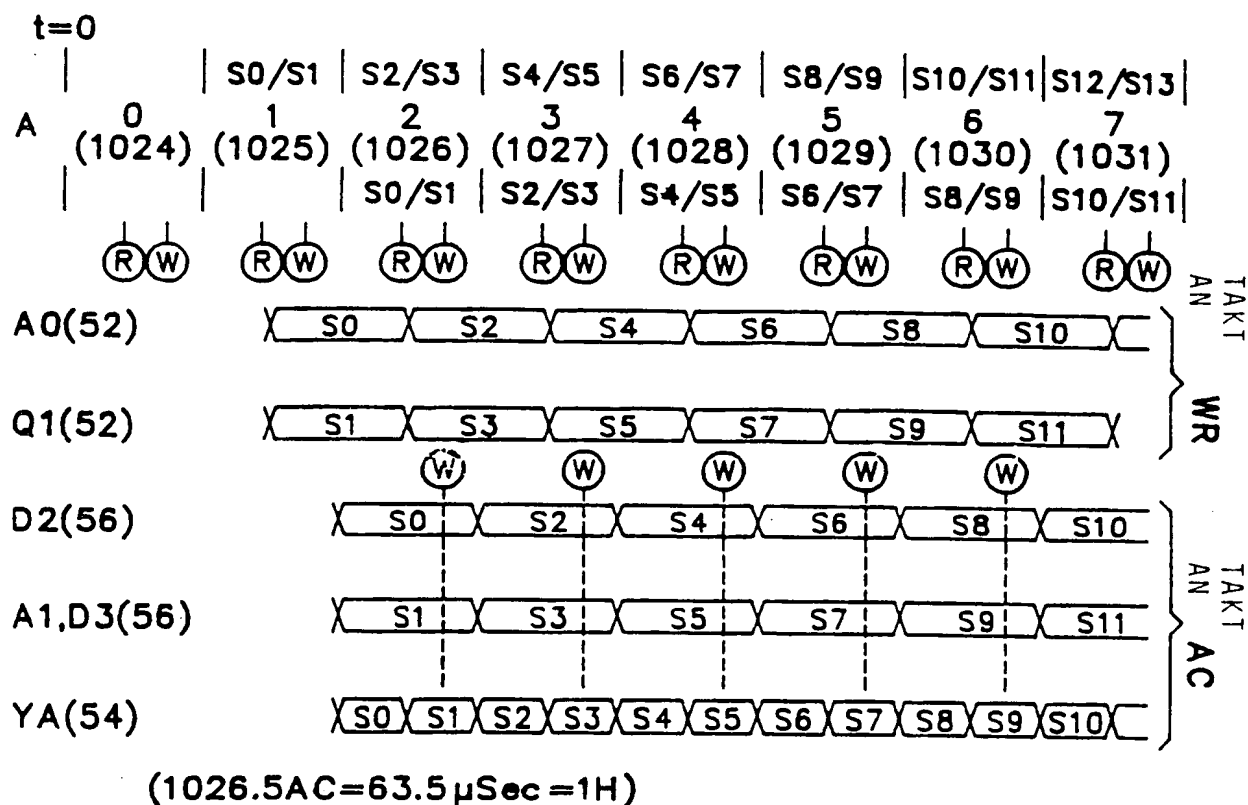 t=0
S0/S1 S2/S3 S4/S5 S6/S7 S8/S9 S10/S11 S12/S13
A 0 1 2 3 4 5 6 7
(1024) (1025) (1026) (1027) (1028) (1029) (1030) (1031)
S0/S1 S2/S3 S4/S5 S6/S7 S8/S9 S10/S11
R W R W R W R W R W R W R W R W
TAKT
AN
WR
A0(52) S0 S2 S4 S6 S8 S10
Q1(52) S1 S3 S5 S7 S9 S11
W W W W W
D2(56) S0 S2 S4 S6 S8 S10
A1,D3(56) S1 S3 S5 S7 S9 S11
TAKT
AN
AC
YA(54) S0 S1 S2 S3 S4 S5 S6 S7 S8 S9 S10
(1026.5AC=63.5µSec=1H)